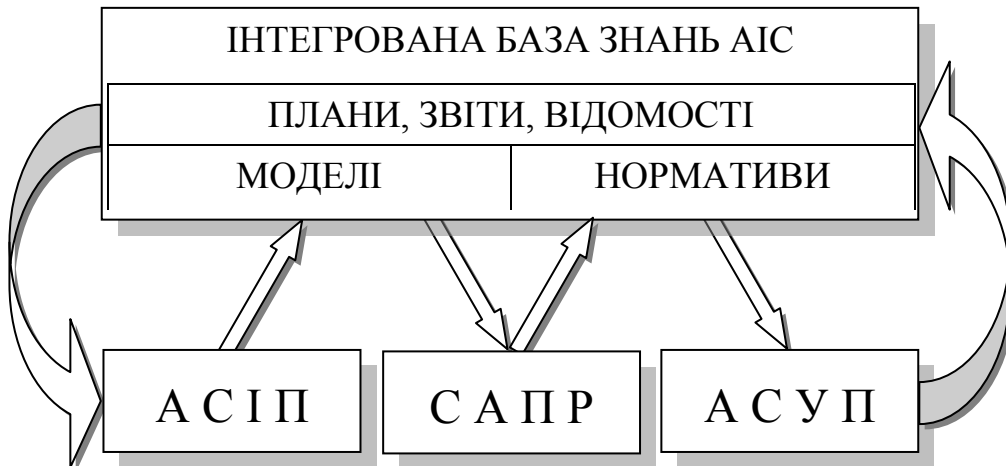 ІНТЕГРОВАНА БАЗА ЗНАНЬ АІС
ПЛАНИ, ЗВІТИ, ВІДОМОСТІ
МОДЕЛІ
НОРМАТИВИ
А С І П
С А П Р
А С У П